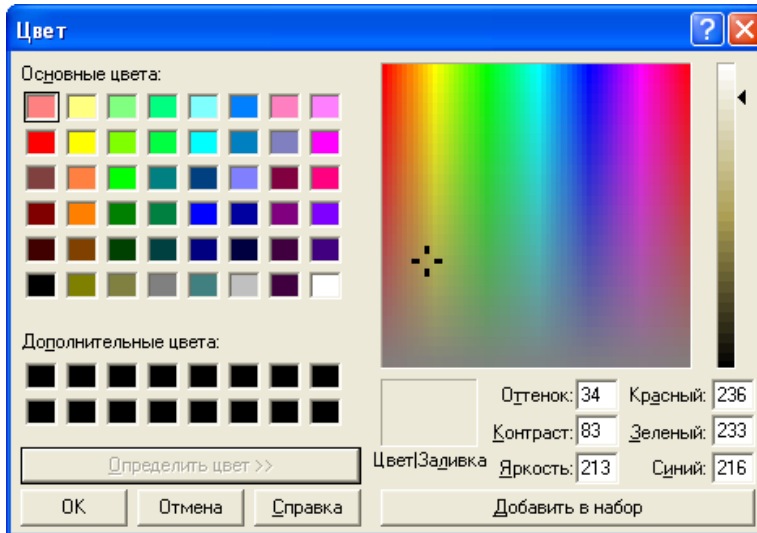 Цвет
Основные цвета:
Дополнительные цвета:
Определить цвет >>
OK Отмена Справка
Цвет|Заливка
Оттенок: 34 Красный: 236
Контраст: 83 Зеленый: 233
Яркость: 213 Синий: 216
Добавить в набор